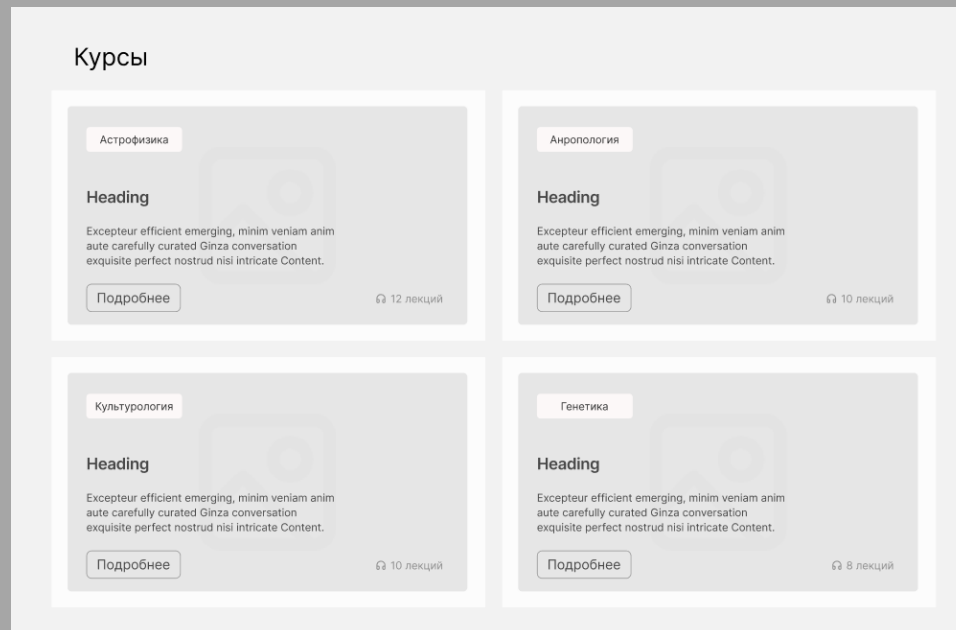 Курсы
Астрофизика
Heading
Excepteur efficient emerging, minim veniam anim
aute carefully curated Ginza conversation
exquisite perfect nostrud nisi intricate Content.
Подробнее
12 лекций
Анропология
Heading
Excepteur efficient emerging, minim veniam anim
aute carefully curated Ginza conversation
exquisite perfect nostrud nisi intricate Content.
Подробнее
10 лекций
Культурология
Heading
Excepteur efficient emerging, minim veniam anim
aute carefully curated Ginza conversation
exquisite perfect nostrud nisi intricate Content.
Подробнее
10 лекций
Генетика
Heading
Excepteur efficient emerging, minim veniam anim
aute carefully curated Ginza conversation
exquisite perfect nostrud nisi intricate Content.
Подробнее
8 лекций